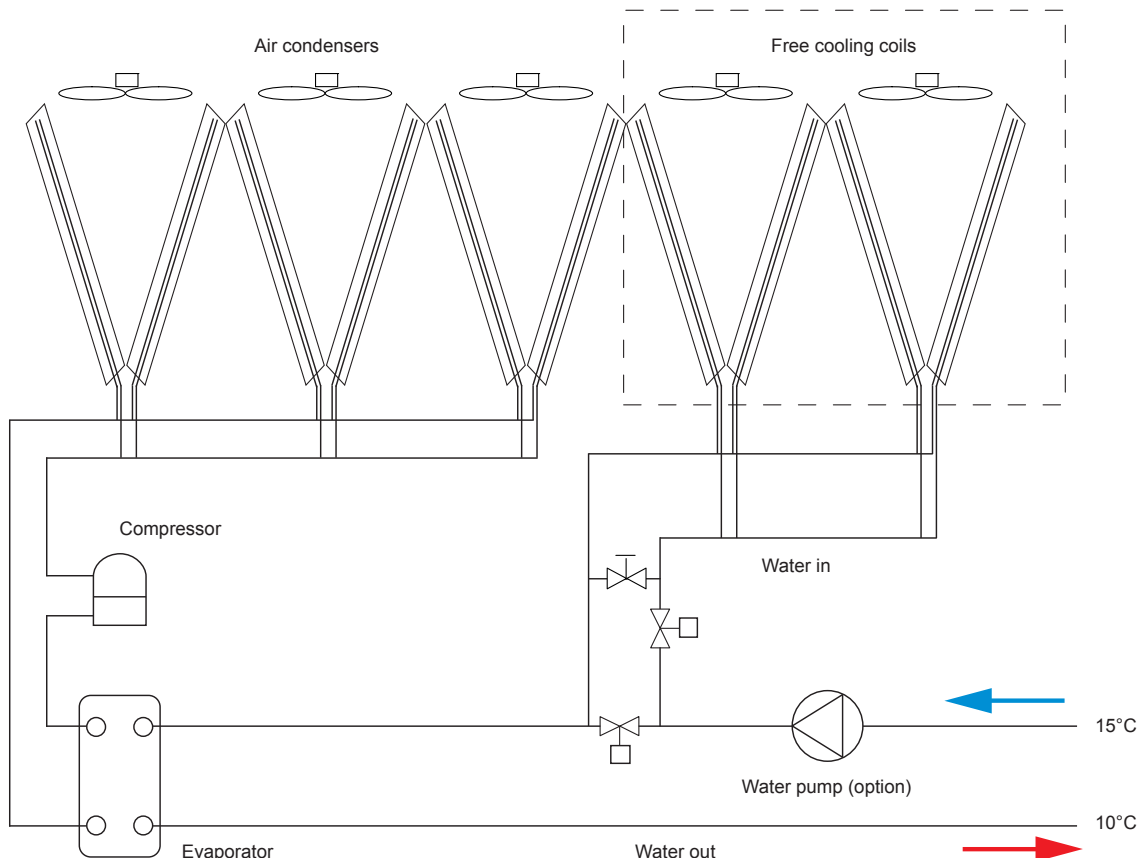 Air condensers
Free cooling coils
Compressor
Water in
15°C
Water pump (option)
10°C
Evaporator
Water out